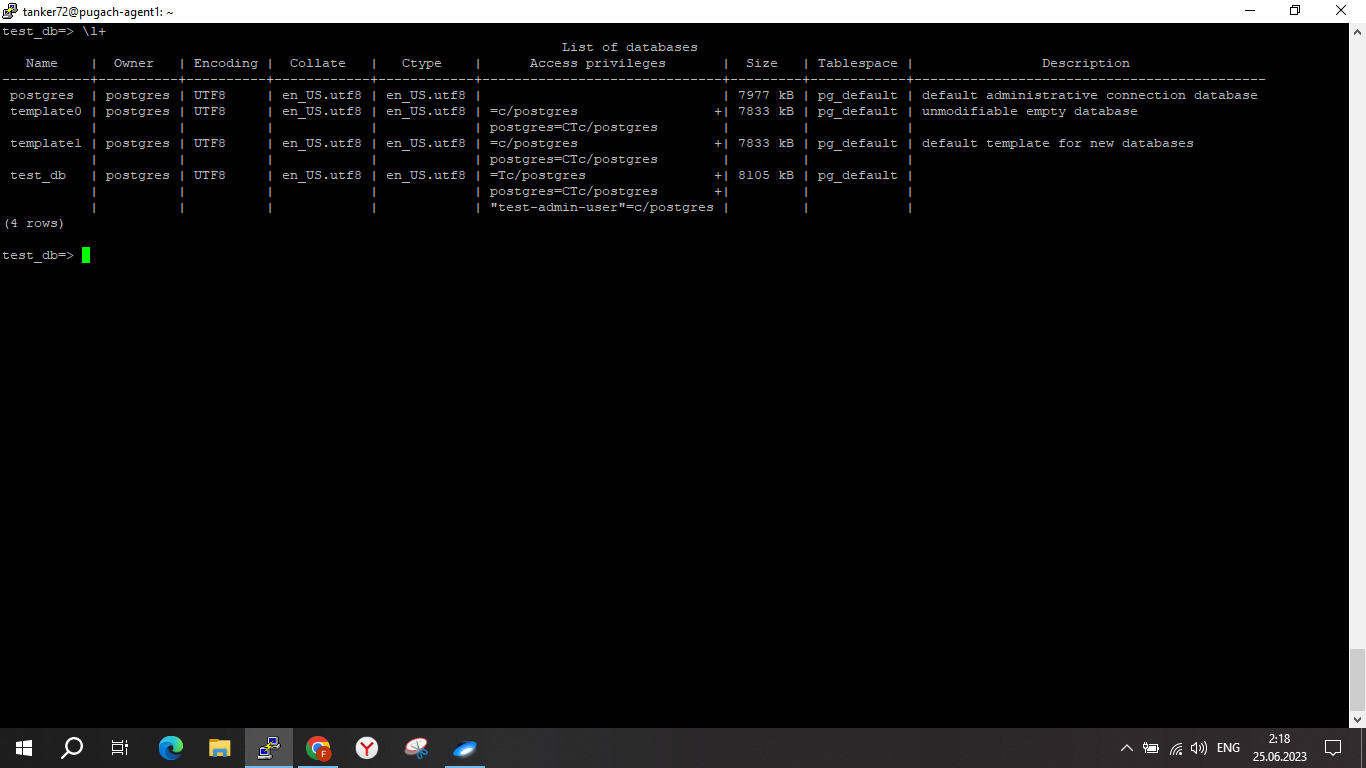 tanker72@pugach-agent1: ~
test_db=> \l+
List of databases
Name | Owner | Encoding | Collate | Ctype | Access privileges | Size | Tablespace | Description
-----------+----------+----------+------------+------------+------------------------------+---------+------------+--------------------------------------------
postgres | postgres | UTF8 | en_US.utf8 | en_US.utf8 | | 7977 kB | pg_default | default administrative connection database
template0 | postgres | UTF8 | en_US.utf8 | en_US.utf8 | =c/postgres +| 7833 kB | pg_default | unmodifiable empty database
| | | | | postgres=CTc/postgres | | |
template1 | postgres | UTF8 | en_US.utf8 | en_US.utf8 | =c/postgres +| 7833 kB | pg_default | default template for new databases
| | | | | postgres=CTc/postgres | | |
test_db | postgres | UTF8 | en_US.utf8 | en_US.utf8 | =Tc/postgres +| 8105 kB | pg_default |
| | | | | postgres=CTc/postgres +| | |
| | | | | "test-admin-user"=c/postgres | | |
(4 rows)
test_db=>
ENG
2:18
25.06.2023